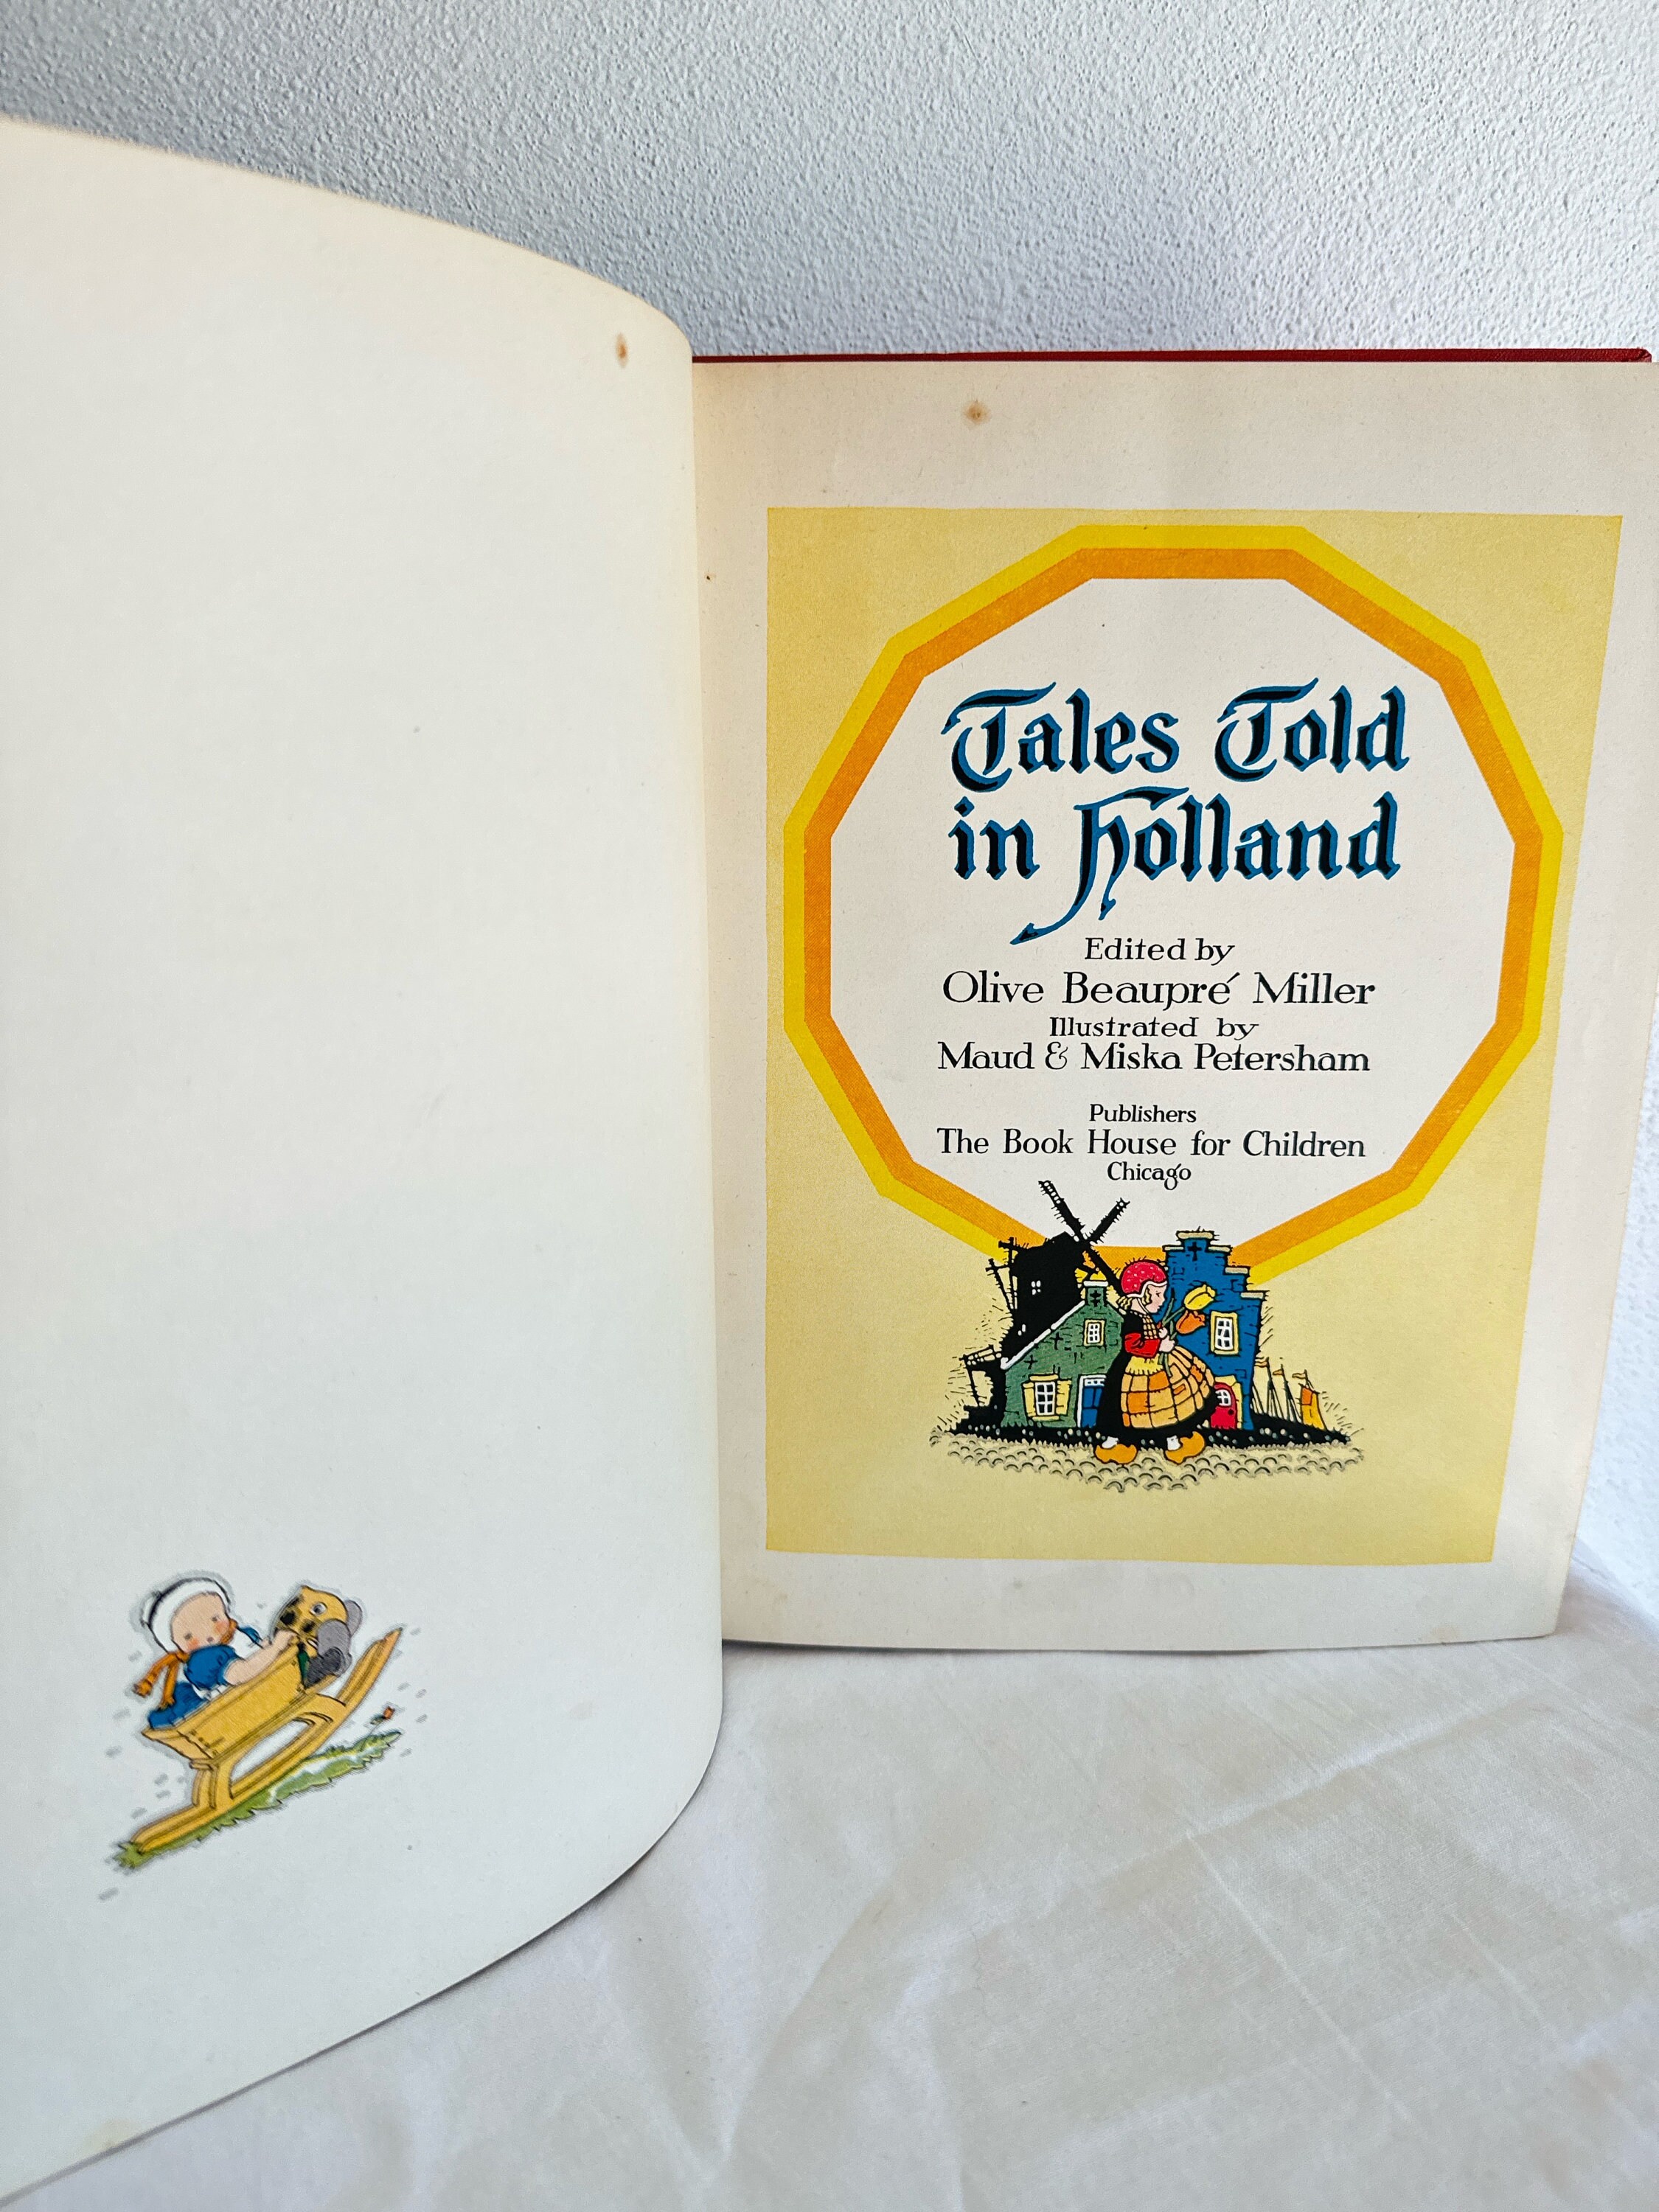 Tales Told
in Holland
Edited by
Olive Beaupré Miller
Illustrated by
Maud & Miska Petersham
Publishers
The Book House for Children
Chicago